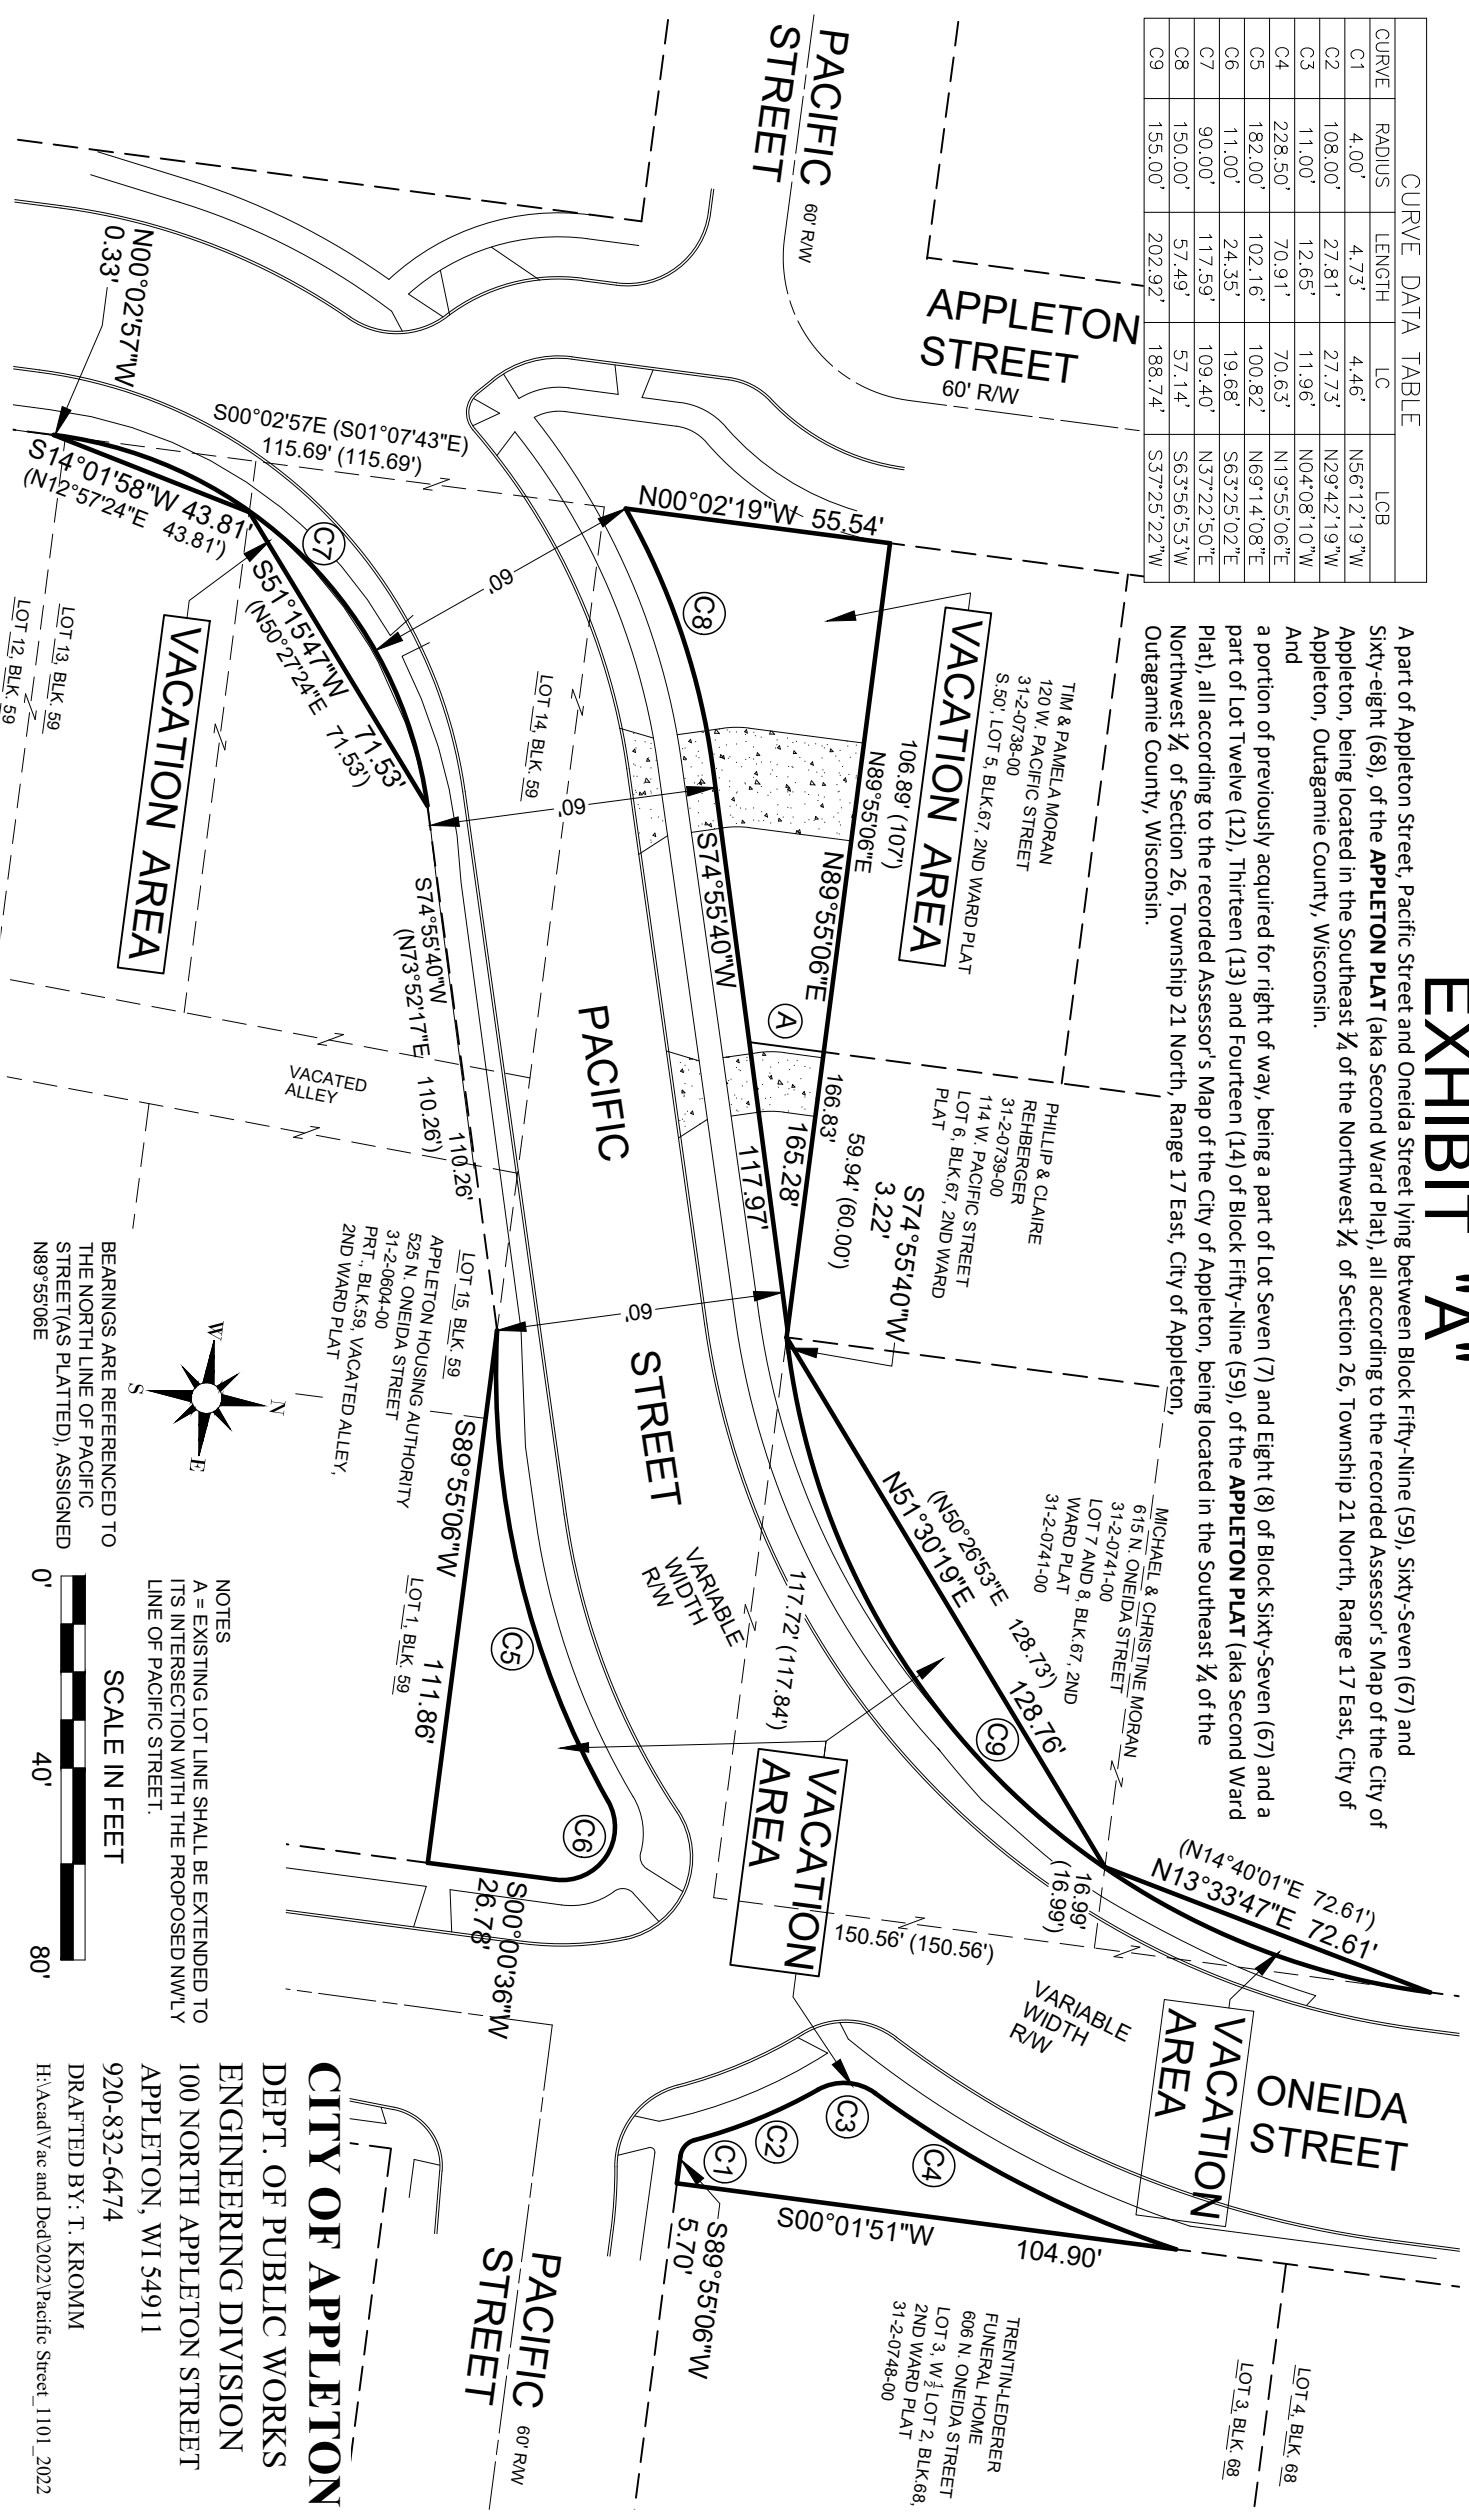 EXHIBIT "A"
A part of Appleton Street, Pacific Street and Oneida Street lying between Block Fifty-Nine (59), Sixty-Seven (67) and
Sixty-eight (68), of the APPLETON PLAT (aka Second Ward Plat), all according to the recorded Assessor's Map of the City of
Appleton, being located in the Southeast ¼ of the Northwest ¼ of Section 26, Township 21 North, Range 17 East, City of
Appleton, Outagamie County, Wisconsin.
And
a portion of previously acquired for right of way, being a part of Lot Seven (7) and Eight (8) of Block Sixty-Seven (67) and a
part of Lot Twelve (12), Thirteen (13) and Fourteen (14) of Block Fifty-Nine (59), of the APPLETON PLAT (aka Second Ward
Plat), all according to the recorded Assessor's Map of the City of Appleton, being located in the Southeast ¼ of the
Northwest ¼ of Section 26, Township 21 North, Range 17 East, City of Appleton,
Outagamie County, Wisconsin.
CURVE DATA TABLE
CURVE RADIUS LENGTH LC LCB
C1 4.00' 4.73' 4.46' N56°12'19"W
C2 108.00' 27.81' 27.73' N29°42'19"W
C3 11.00' 12.65' 11.96' N04°08'10"W
C4 228.50' 70.91' 70.63' N19°55'06"E
C5 182.00' 102.16' 100.82' N69°14'08"E
C6 11.00' 24.35' 19.68' S63°25'02"E
C7 90.00' 117.59' 109.40' N37°22'50"E
C8 150.00' 57.49' 57.14' S63°56'53"W
C9 155.00' 202.92' 188.74' S37°25'22"W
APPLETON
STREET
60' R/W
PACIFIC
STREET
60' R/W
TIM & PAMELA MORAN
120 W. PACIFIC STREET
31-2-0738-00
S.50', LOT 5, BLK.67, 2ND WARD PLAT
VACATION AREA
106.89' (107')
N89°55'06"E
N89°55'06"E
165.28'
166.83'
59.94' (60.00')
S74°55'40"W
3.22'
N00°02'19"W 55.54'
C8
S74°55'40"W
117.97'
A
PHILLIP & CLAIRE
REHBERGER
31-2-0739-00
114 W. PACIFIC STREET
LOT 6, BLK.67, 2ND WARD
PLAT
MICHAEL & CHRISTINE MORAN
615 N. ONEIDA STREET
31-2-0741-00
LOT 7 AND 8, BLK.67, 2ND
WARD PLAT
31-2-0741-00
(N50°26'53"E 128.73')
N51°30'19"E 128.76'
C9
(N14°40'01"E 72.61')
N13°33'47"E 72.61'
16.99'
(16.99')
117.72' (117.84')
150.56' (150.56')
VARIABLE
WIDTH
R/W
VACATION
AREA
ONEIDA
STREET
VACATION
AREA
VARIABLE
WIDTH
R/W
PACIFIC
STREET
60'
60'
60'
N00°02'57"W
0.33'
S00°02'57E (S01°07'43"E)
115.69' (115.69')
S14°01'58"W 43.81'
(N12°57'24"E 43.81')
C7
S51°15'47"W 71.53'
(N50°27'24"E 71.53')
VACATION AREA
LOT 12, BLK. 59
LOT 13, BLK. 59
LOT 14, BLK. 59
S74°55'40"W 110.26'
(N73°52'17"E 110.26')
VACATED
ALLEY
LOT 15, BLK. 59
APPLETON HOUSING AUTHORITY
525 N. ONEIDA STREET
31-2-0604-00
PRT., BLK.59, VACATED ALLEY,
2ND WARD PLAT
S89°55'06"W 111.86'
LOT 1, BLK. 59
C5
C6
S00°00'36"W
26.78'
C1
C2
C3
C4
S00°01'51"W 104.90'
S89°55'06"W
5.70'
TRENTIN-LEDERER
FUNERAL HOME
606 N. ONEIDA STREET
LOT 3, W ½ LOT 2, BLK.68,
2ND WARD PLAT
31-2-0748-00
LOT 4, BLK. 68
LOT 3, BLK. 68
PACIFIC
STREET
60' R/W
N
E
S
W
BEARINGS ARE REFERENCED TO
THE NORTH LINE OF PACIFIC
STREET(AS PLATTED), ASSIGNED
N89°55'06E
NOTES
A = EXISTING LOT LINE SHALL BE EXTENDED TO
ITS INTERSECTION WITH THE PROPOSED NW'LY
LINE OF PACIFIC STREET.
SCALE IN FEET
0' 40' 80'
CITY OF APPLETON
DEPT. OF PUBLIC WORKS
ENGINEERING DIVISION
100 NORTH APPLETON STREET
APPLETON, WI 54911
920-832-6474
DRAFTED BY: T. KROMM
H:\Acad\Vac and Ded\2022\Pacific Street_1101_2022